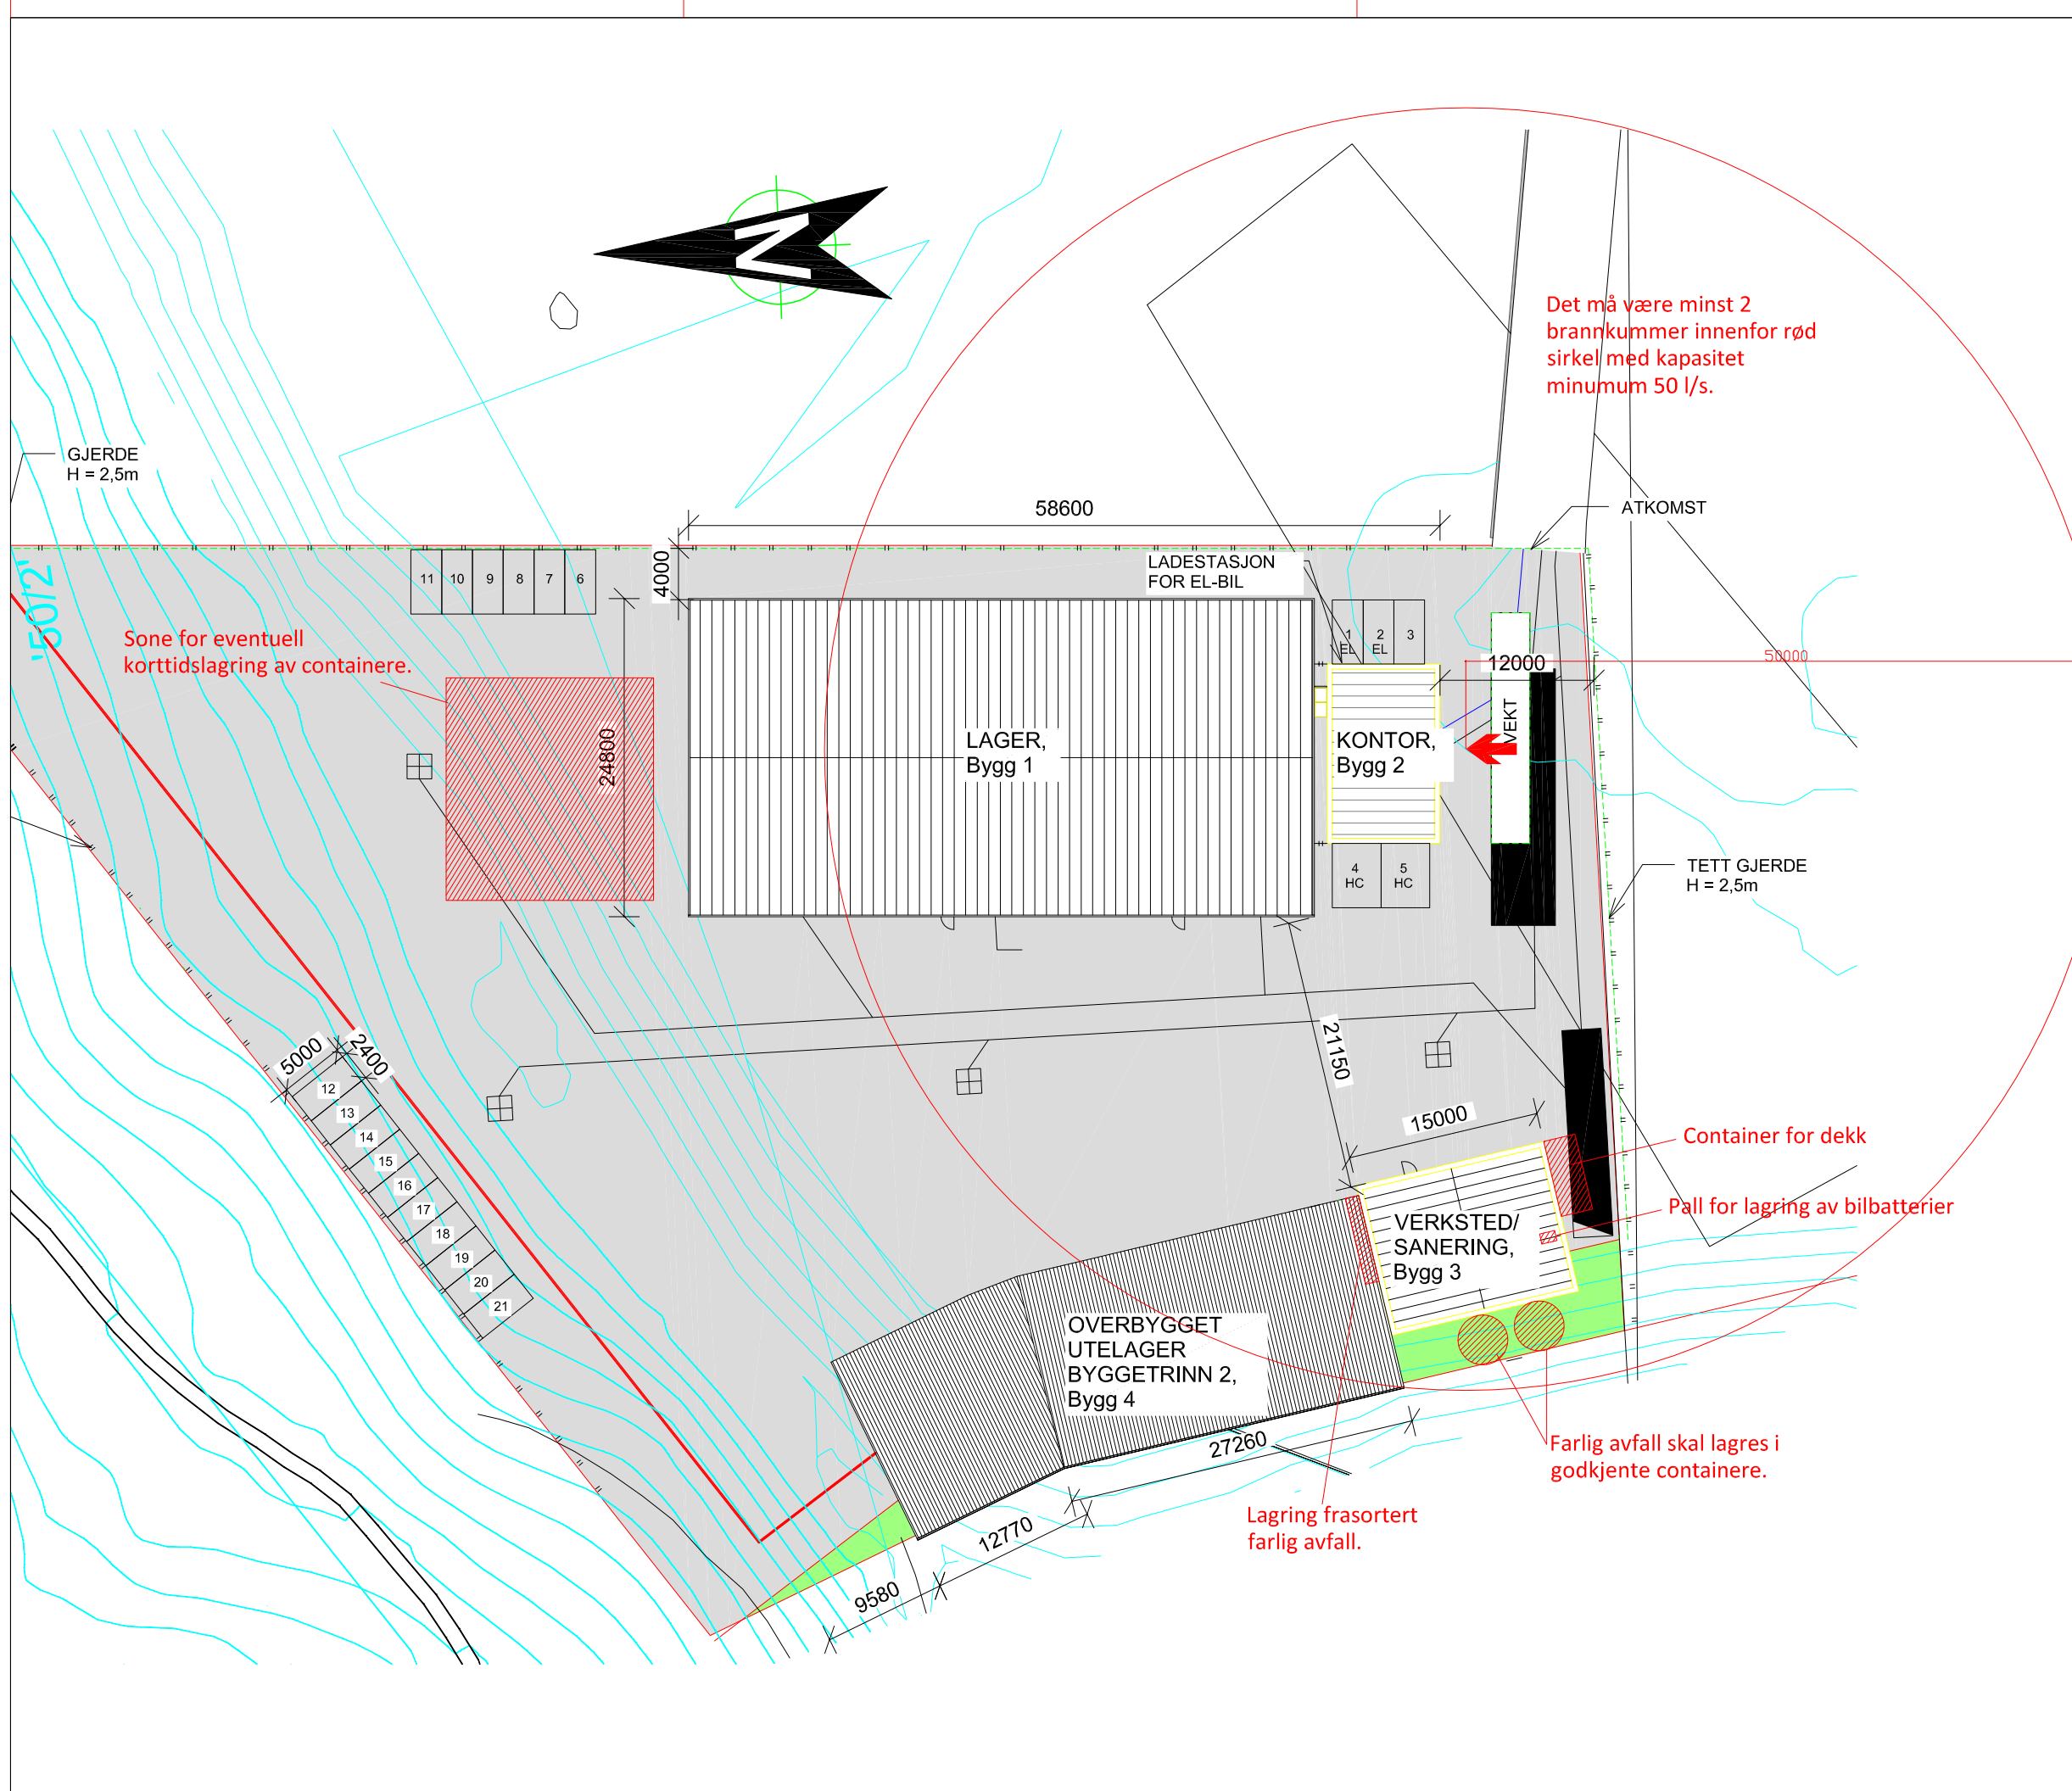 Det må være minst 2
brannkummer innenfor rød
sirkel med kapasitet
minumum 50 l/s.
GJERDE
H = 2,5m
58600
ATKOMST
4000
LADESTASJON
FOR EL-BIL
11 10 9 8 7 6
'50/2'
Sone for eventuell
korttidslagring av containere.
1
EL
2
EL
3
12000
50000
VEKT
24800
LAGER,
Bygg 1
KONTOR,
Bygg 2
4
HC
5
HC
TETT GJERDE
H = 2,5m
5000
2400
21150
15000
12
13
14
15
16
17
18
19
20
21
Container for dekk
Pall for lagring av bilbatterier
VERKSTED/
SANERING,
Bygg 3
OVERBYGGET
UTELAGER
BYGGETRINN 2,
Bygg 4
27260
Farlig avfall skal lagres i
godkjente containere.
Lagring frasortert
farlig avfall.
12770
9580
N